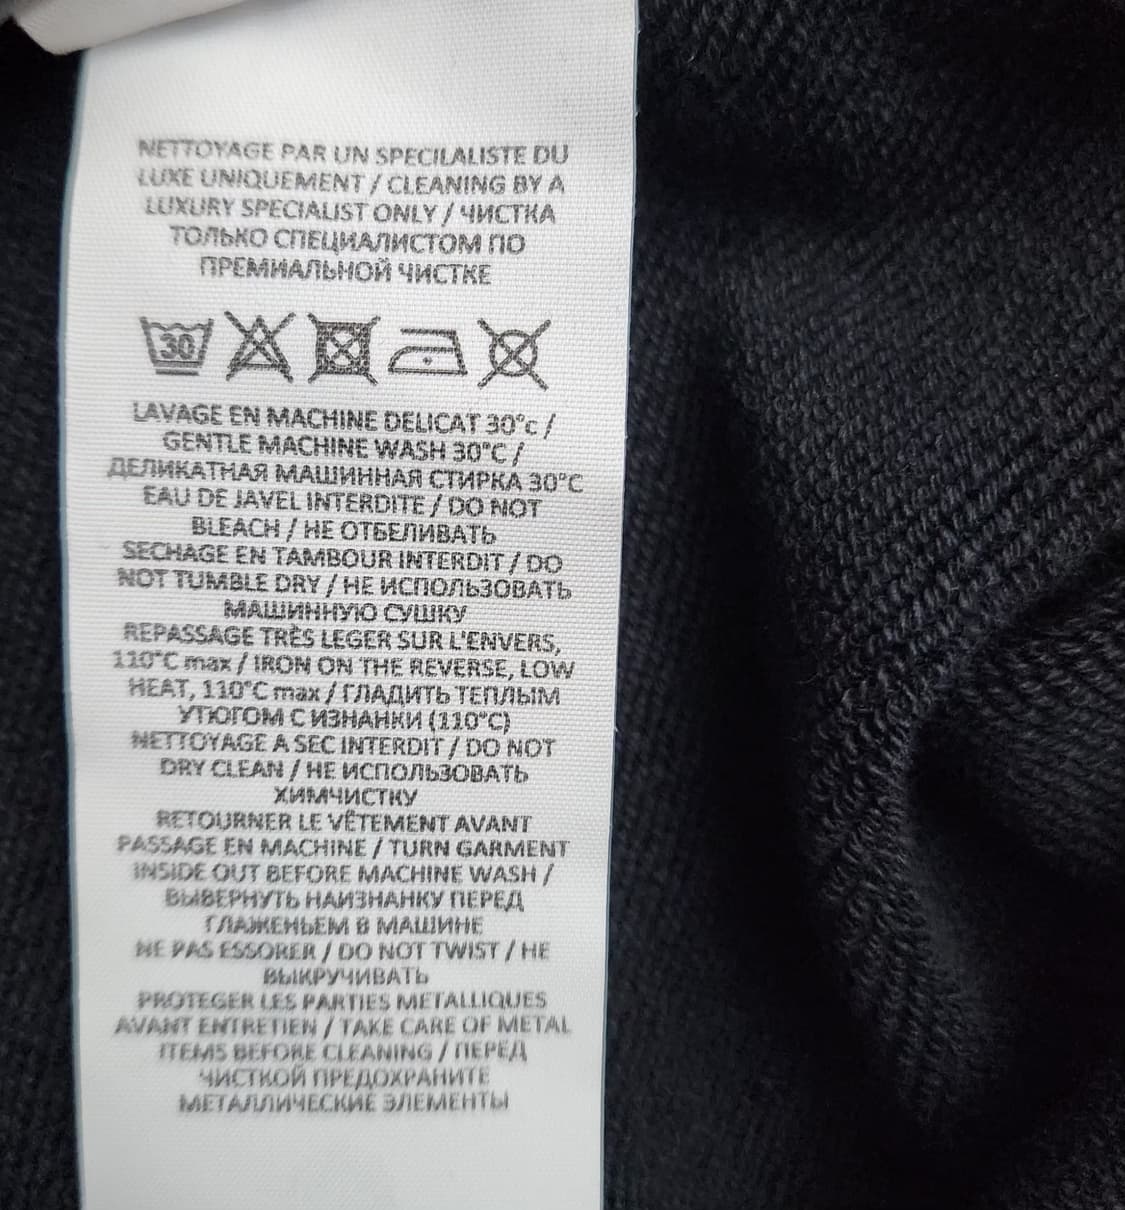 NETTOYAGE PAR UN SPECILALISTE DU
LUXE UNIQUEMENT / CLEANING BY A
LUXURY SPECIALIST ONLY / ЧИСТКА
ТОЛЬКО СПЕЦИАЛИСТОМ ПО
ПРЕМИАЛЬНОЙ ЧИСТКЕ
30
LAVAGE EN MACHINE DELICAT 30°c /
GENTLE MACHINE WASH 30°C /
ДЕЛИКАТНАЯ МАШИННАЯ СТИРКА 30°C
EAU DE JAVEL INTERDITE / DO NOT
BLEACH / НЕ ОТБЕЛИВАТЬ
SECHAGE EN TAMBOUR INTERDIT / DO
NOT TUMBLE DRY / НЕ ИСПОЛЬЗОВАТЬ
МАШИННУЮ СУШКУ
REPASSAGE TRÈS LEGER SUR L'ENVERS,
110°C max / IRON ON THE REVERSE, LOW
HEAT, 110°C max / ГЛАДИТЬ ТЕПЛЫМ
УТЮГОМ С ИЗНАНКИ (110°C)
NETTOYAGE A SEC INTERDIT / DO NOT
DRY CLEAN / НЕ ИСПОЛЬЗОВАТЬ
ХИМЧИСТКУ
RETOURNER LE VÊTEMENT AVANT
PASSAGE EN MACHINE / TURN GARMENT
INSIDE OUT BEFORE MACHINE WASH /
ВЫВЕРНУТЬ НАИЗНАНКУ ПЕРЕД
ГЛАЖЕНЬЕМ В МАШИНЕ
NE PAS ESSORER / DO NOT TWIST / НЕ
ВЫКРУЧИВАТЬ
PROTEGER LES PARTIES METALLIQUES
AVANT ENTRETIEN / TAKE CARE OF METAL
ITEMS BEFORE CLEANING / ПЕРЕД
ЧИСТКОЙ ПРЕДОХРАНИТЕ
МЕТАЛЛИЧЕСКИЕ ЭЛЕМЕНТЫ